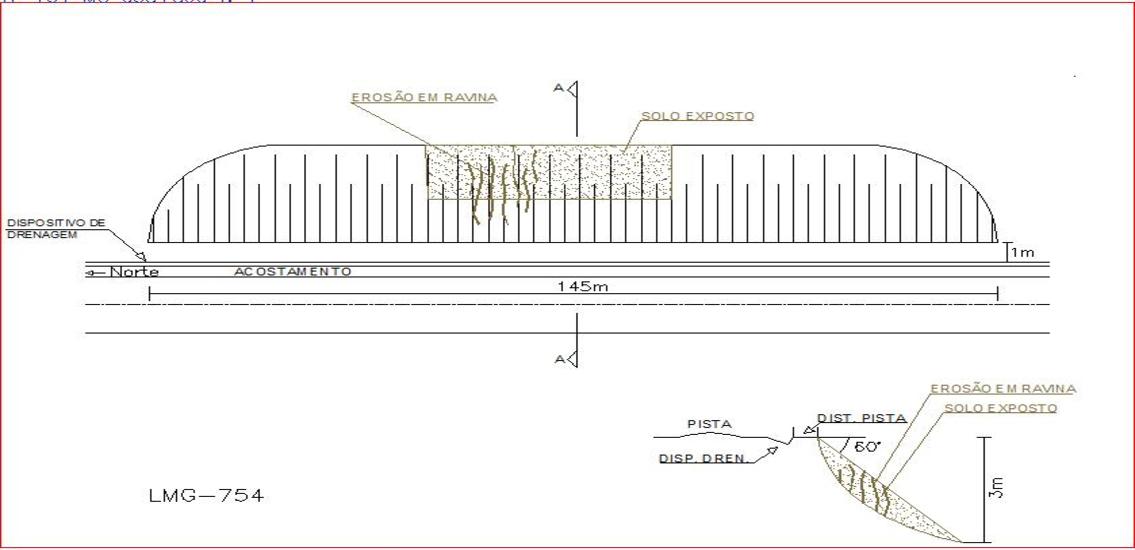 A
EROSÃO EM RAVINA
SOLO EXPOSTO
DISPOSITIVO DE
DRENAGEM
1m
Norte
ACOSTAMENTO
145m
A
EROSÃO EM RAVINA
SOLO EXPOSTO
DIST. PISTA
PISTA
60°
DISP. DREN.
3m
LMG-754